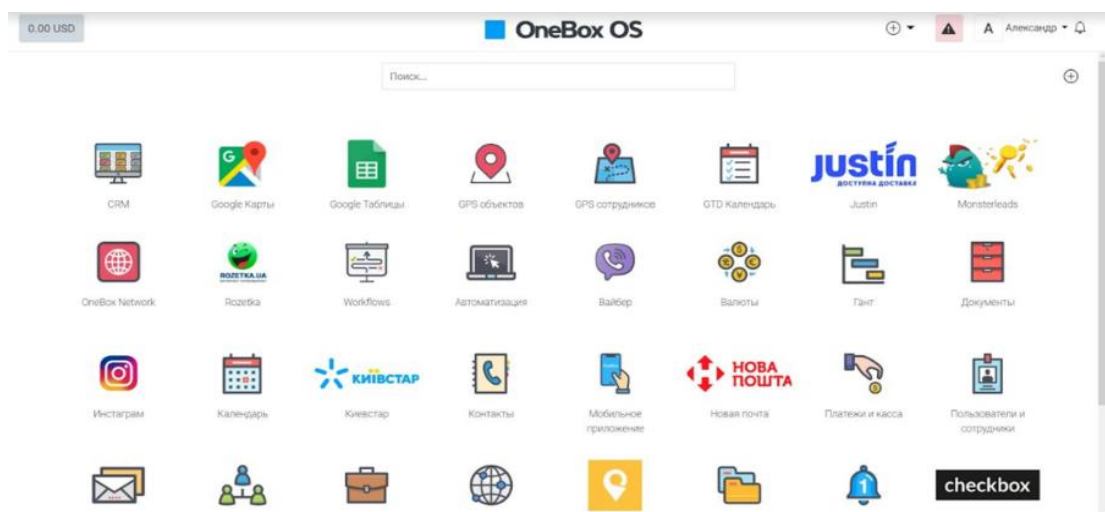 0.00 USD
OneBox OS
A Александр
Поиск...
justin
ДОСТУПНА ДОСТАВКА
CRM
Google Карты
Google Таблицы
GPS объектов
GPS сотрудников
GTD Календарь
Justin
Monsterleads
ROZETKA.UA
OneBox Network
Rozetka
Workflows
Автоматизация
Вайбер
Валюты
Гант
Документы
КИЇВСТАР
НОВА
ПОШТА
Инстаграм
Календарь
Киевстар
Контакты
Мобильное
приложение
Новая почта
Платежи и касса
Пользователи и
сотрудники
1
checkbox